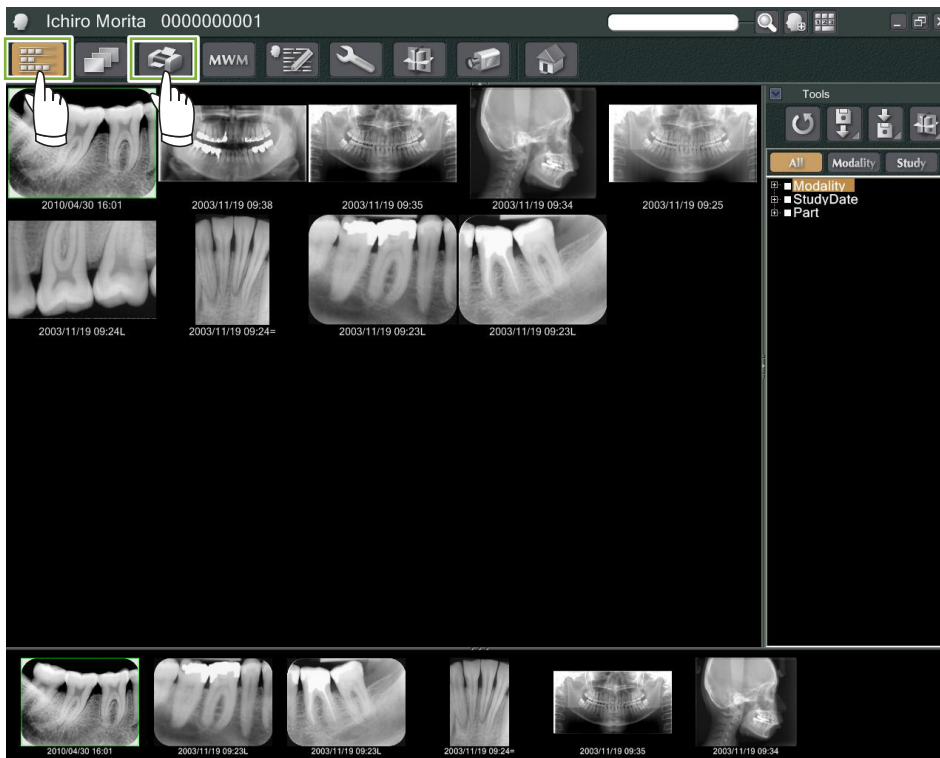 Ichiro Morita 0000000001
MWM
Tools
All Modality Study
Modality
StudyDate
Part
2010/04/30 16:01
2003/11/19 09:38
2003/11/19 09:35
2003/11/19 09:34
2003/11/19 09:25
2003/11/19 09:24L
2003/11/19 09:24=
2003/11/19 09:23L
2003/11/19 09:23L
2010/04/30 16:01
2003/11/19 09:23L
2003/11/19 09:23L
2003/11/19 09:24=
2003/11/19 09:35
2003/11/19 09:34